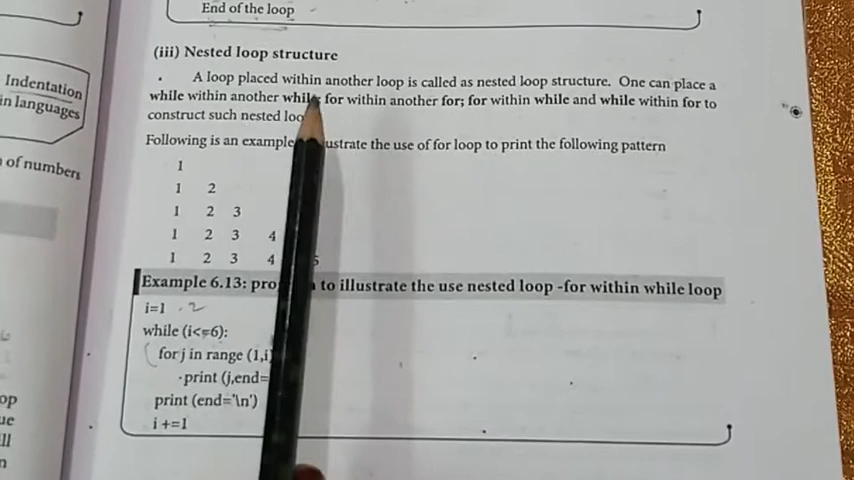 End of the loop
(iii) Nested loop structure
A loop placed within another loop is called as nested loop structure. One can place a
while within another while; for within another for; for within while and while within for to
construct such nested loo
Following is an example ustrate the use of for loop to print the following pattern
1
1 2
1 2 3
1 2 3 4
1 2 3 4 5
Example 6.13: pro to illustrate the use nested loop -for within while loop
i=1 2
while (i<=6):
for j in range (1,i
print (j,end=
print (end='\n')
i +=1
Indentation
in languages
of numbers
op
ue
ll
n